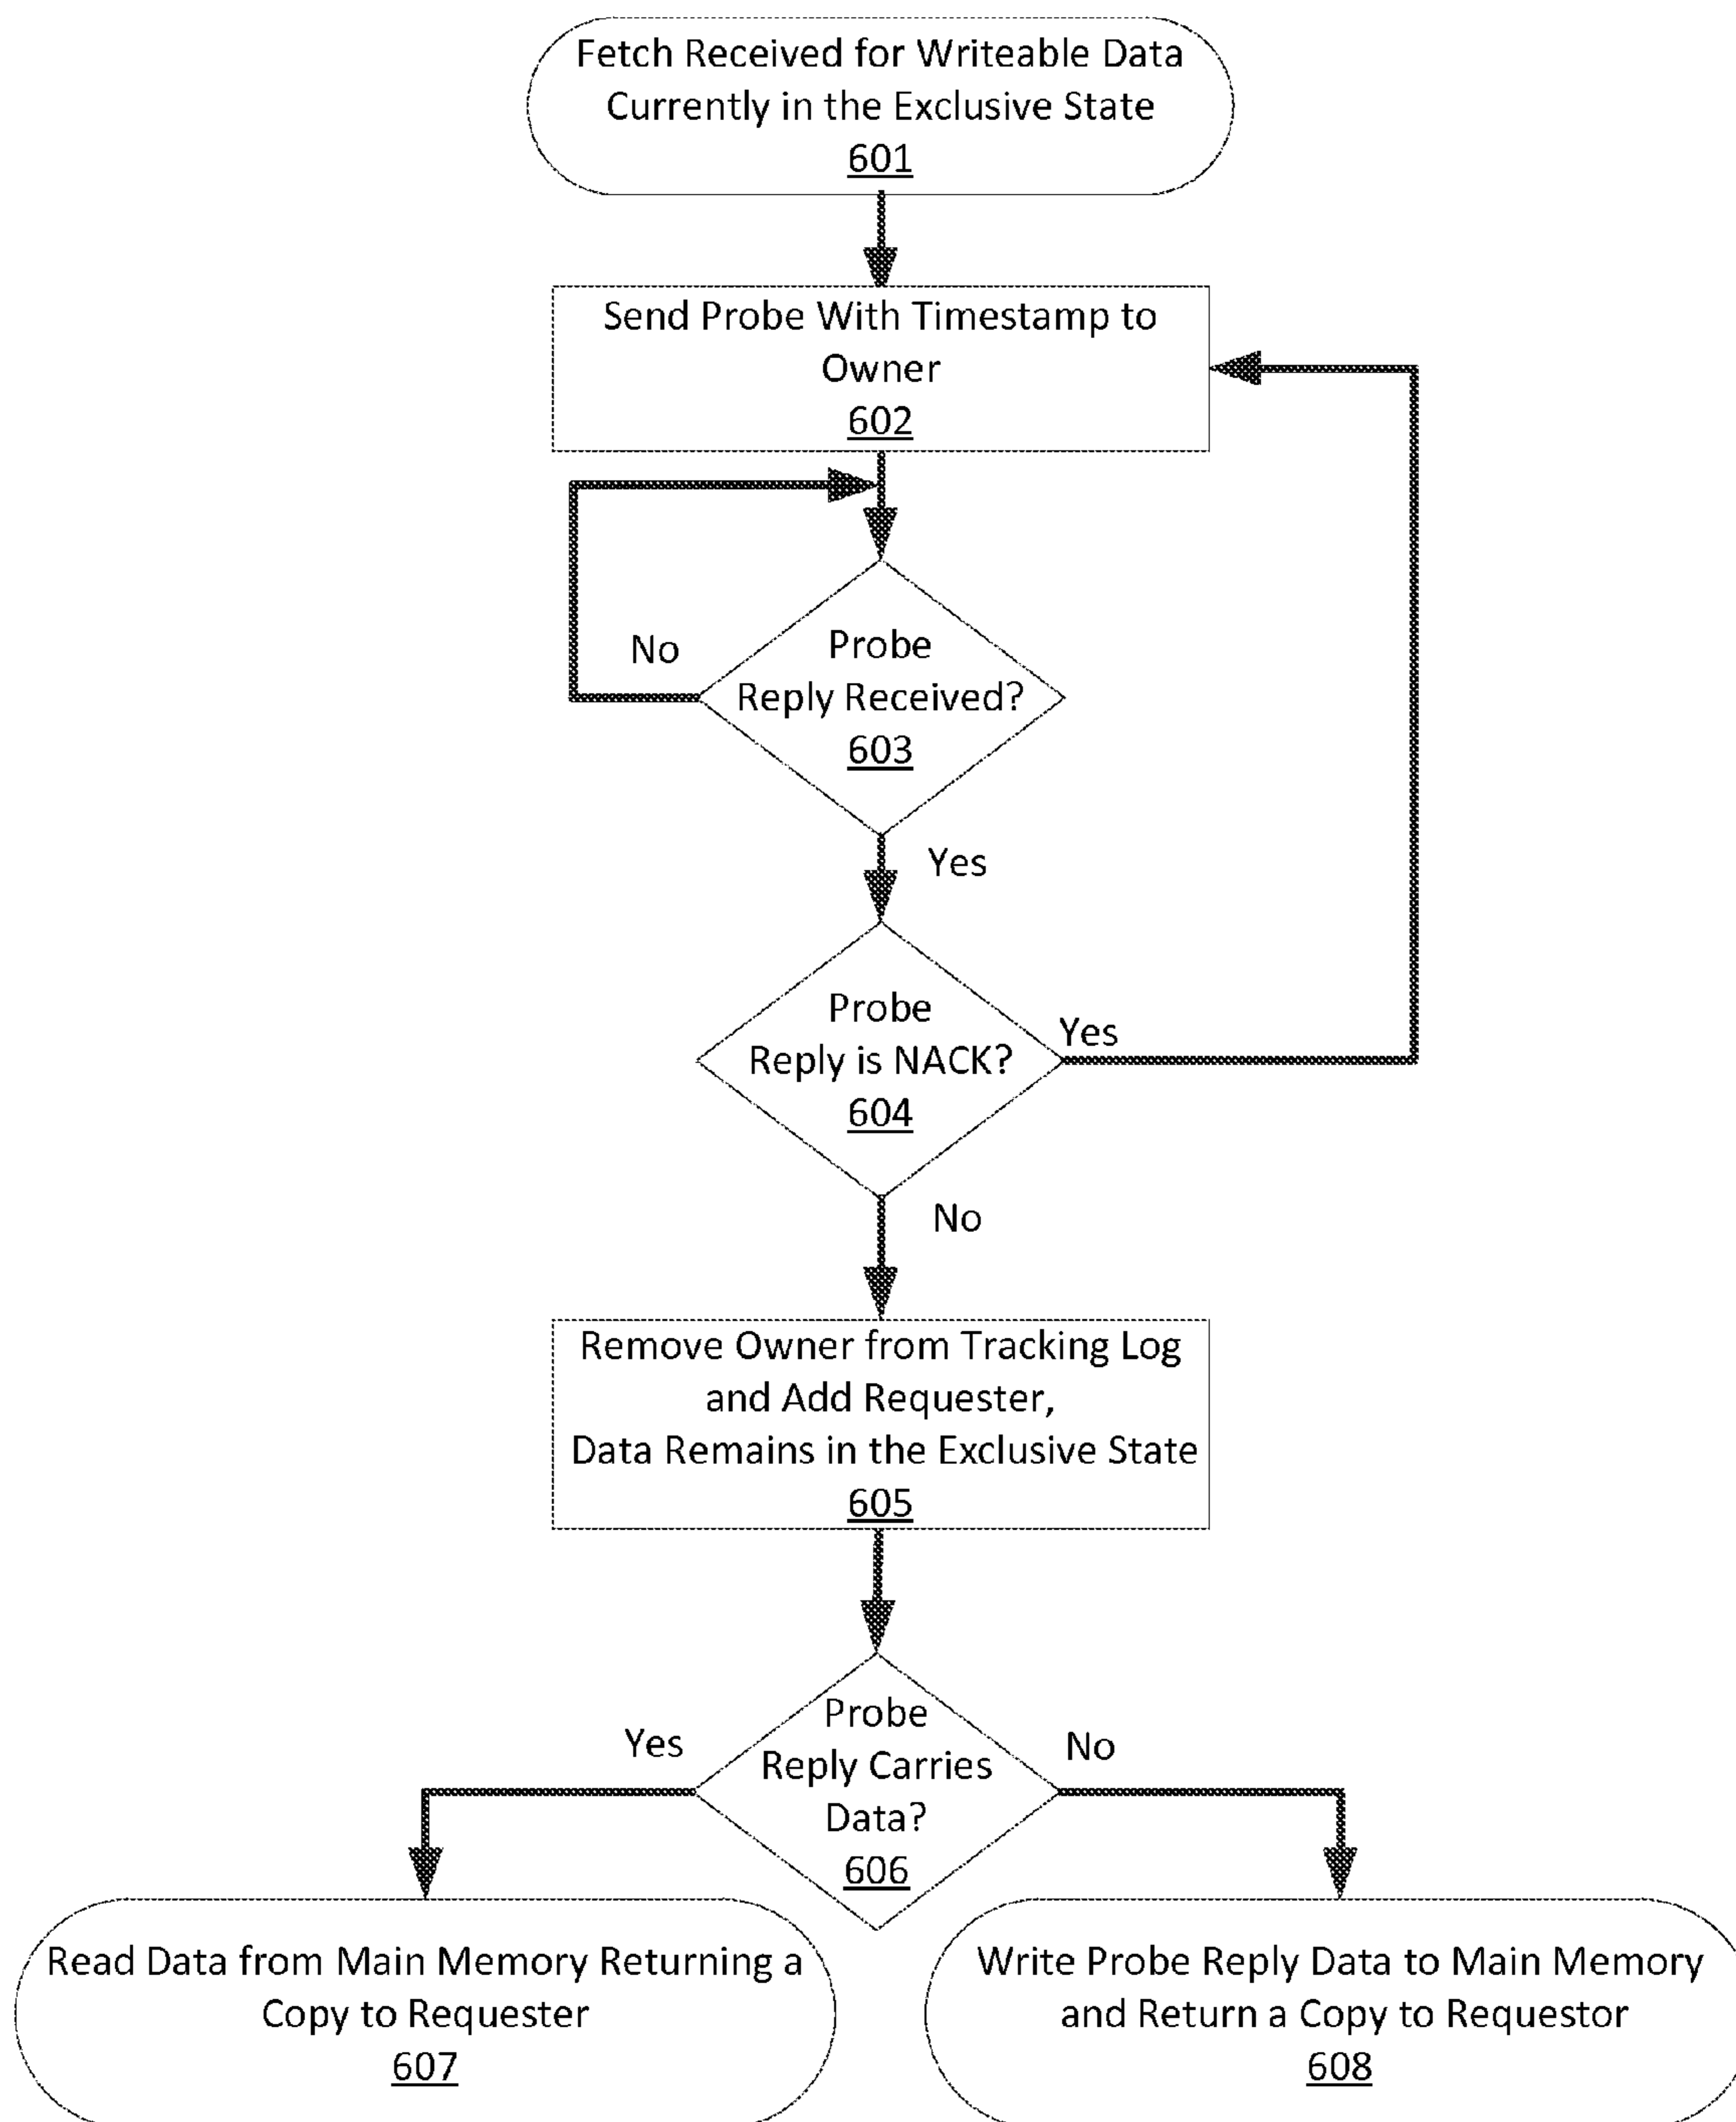 Fetch Received for Writeable Data
Currently in the Exclusive State
601
Send Probe With Timestamp to
Owner
602
No
Probe
Reply Received?
603
Yes
Probe
Reply is NACK?
604
Yes
No
Remove Owner from Tracking Log
and Add Requester,
Data Remains in the Exclusive State
605
Yes
Probe
Reply Carries
Data?
606
No
Read Data from Main Memory Returning a
Copy to Requester
607
Write Probe Reply Data to Main Memory
and Return a Copy to Requestor
608